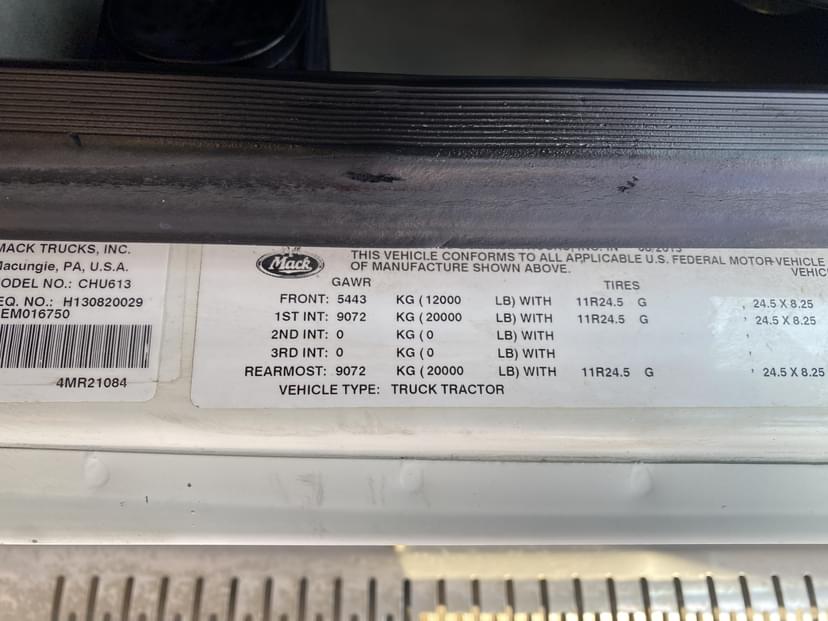 MACK TRUCKS, INC.
Macungie, PA, U.S.A.
MODEL NO.: CHU613
EQ. NO.: H130820029
EM016750
4MR21084
Mack
THIS VEHICLE CONFORMS TO ALL APPLICABLE U.S. FEDERAL MOTOR VEHICLE
OF MANUFACTURE SHOWN ABOVE. VEHIC
GAWR TIRES
FRONT: 5443 KG ( 12000 LB) WITH 11R24.5 G , 24.5 X 8.25
1ST INT: 9072 KG ( 20000 LB) WITH 11R24.5 G , 24.5 X 8.25
2ND INT: 0 KG ( 0 LB) WITH ,
3RD INT: 0 KG ( 0 LB) WITH ,
REARMOST: 9072 KG ( 20000 LB) WITH 11R24.5 G , 24.5 X 8.25
VEHICLE TYPE: TRUCK TRACTOR